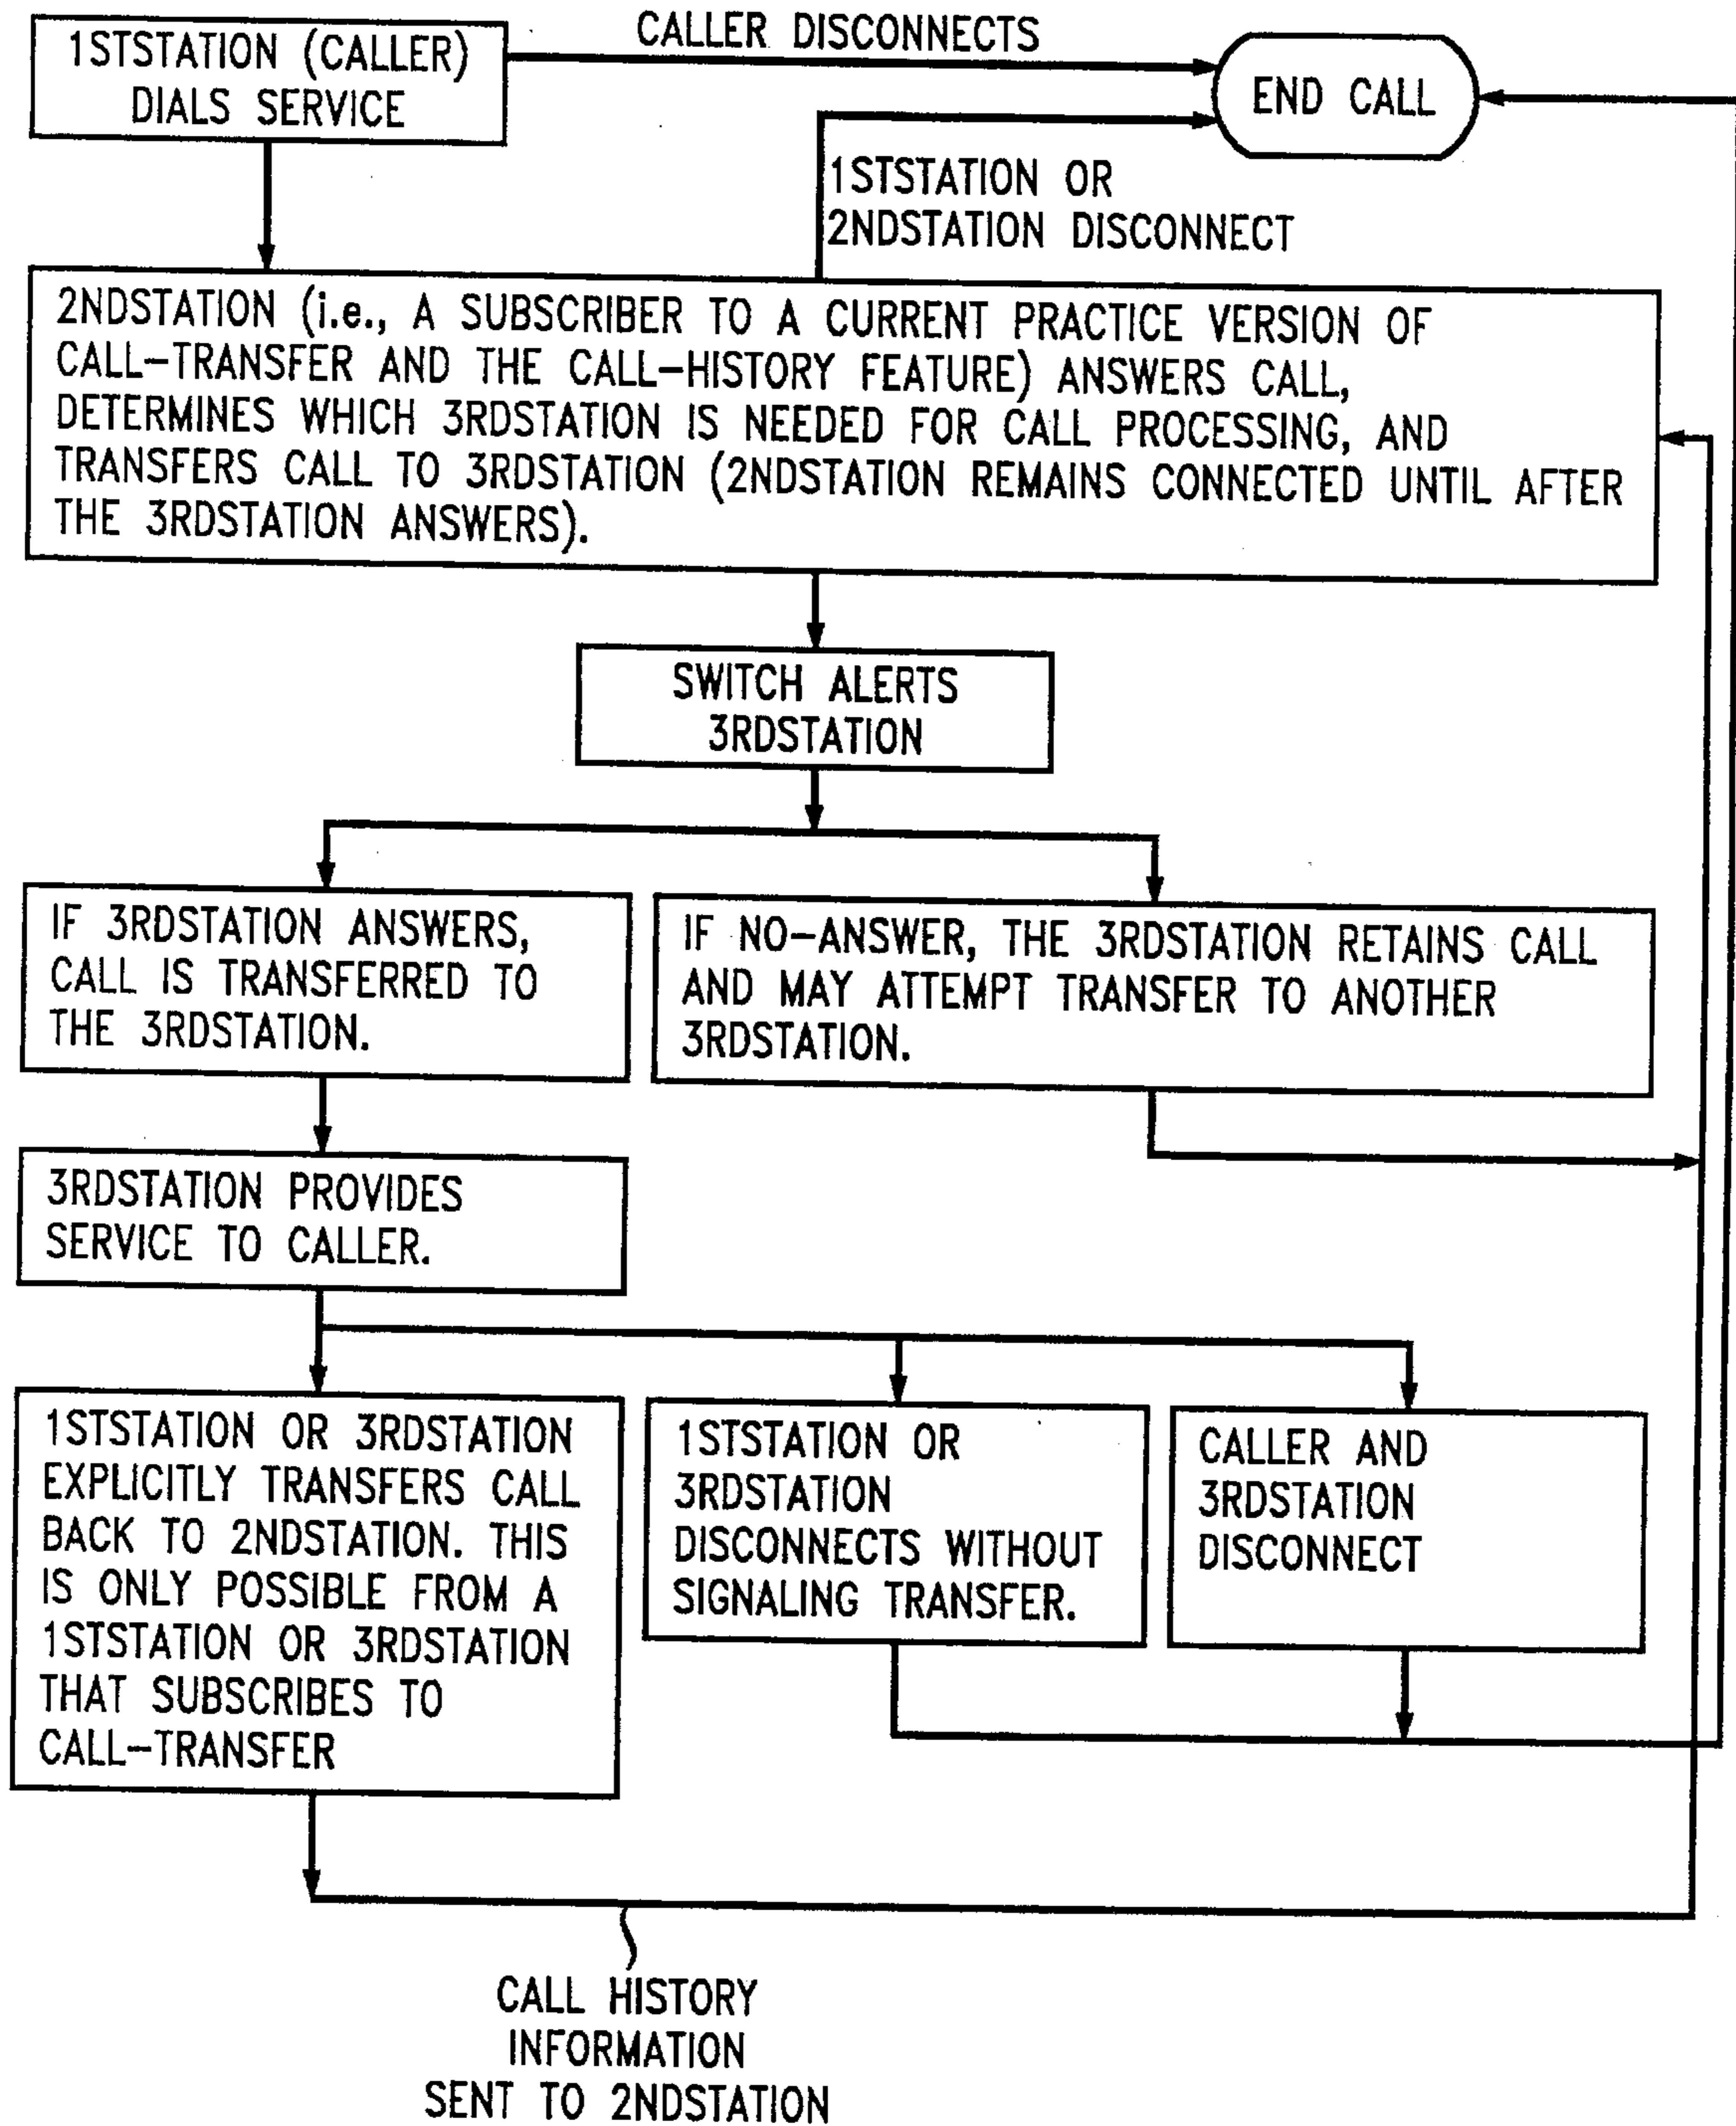 1STSTATION (CALLER)
DIALS SERVICE
CALLER DISCONNECTS
END CALL
1STSTATION OR
2NDSTATION DISCONNECT
2NDSTATION (i.e., A SUBSCRIBER TO A CURRENT PRACTICE VERSION OF
CALL-TRANSFER AND THE CALL-HISTORY FEATURE) ANSWERS CALL,
DETERMINES WHICH 3RDSTATION IS NEEDED FOR CALL PROCESSING, AND
TRANSFERS CALL TO 3RDSTATION (2NDSTATION REMAINS CONNECTED UNTIL AFTER
THE 3RDSTATION ANSWERS).
SWITCH ALERTS
3RDSTATION
IF 3RDSTATION ANSWERS,
CALL IS TRANSFERRED TO
THE 3RDSTATION.
IF NO-ANSWER, THE 3RDSTATION RETAINS CALL
AND MAY ATTEMPT TRANSFER TO ANOTHER
3RDSTATION.
3RDSTATION PROVIDES
SERVICE TO CALLER.
1STSTATION OR 3RDSTATION
EXPLICITLY TRANSFERS CALL
BACK TO 2NDSTATION. THIS
IS ONLY POSSIBLE FROM A
1STSTATION OR 3RDSTATION
THAT SUBSCRIBES TO
CALL-TRANSFER
1STSTATION OR
3RDSTATION
DISCONNECTS WITHOUT
SIGNALING TRANSFER.
CALLER AND
3RDSTATION
DISCONNECT
CALL HISTORY
INFORMATION
SENT TO 2NDSTATION